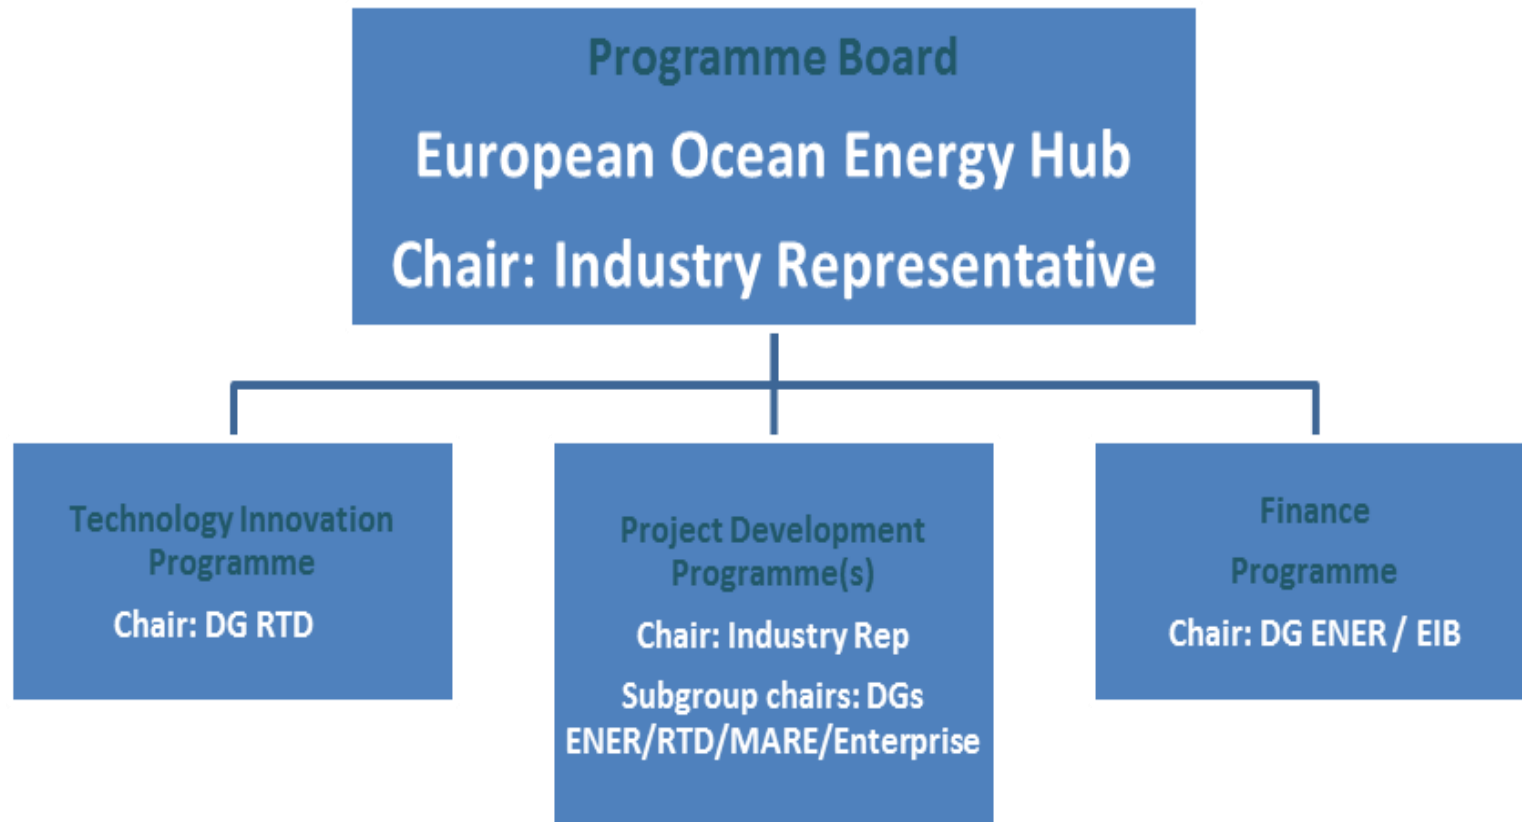 Programme Board
European Ocean Energy Hub
Chair: Industry Representative
Technology Innovation
Programme
Chair: DG RTD
Project Development
Programme(s)
Chair: Industry Rep
Subgroup chairs: DGs
ENER/RTD/MARE/Enterprise
Finance
Programme
Chair: DG ENER / EIB